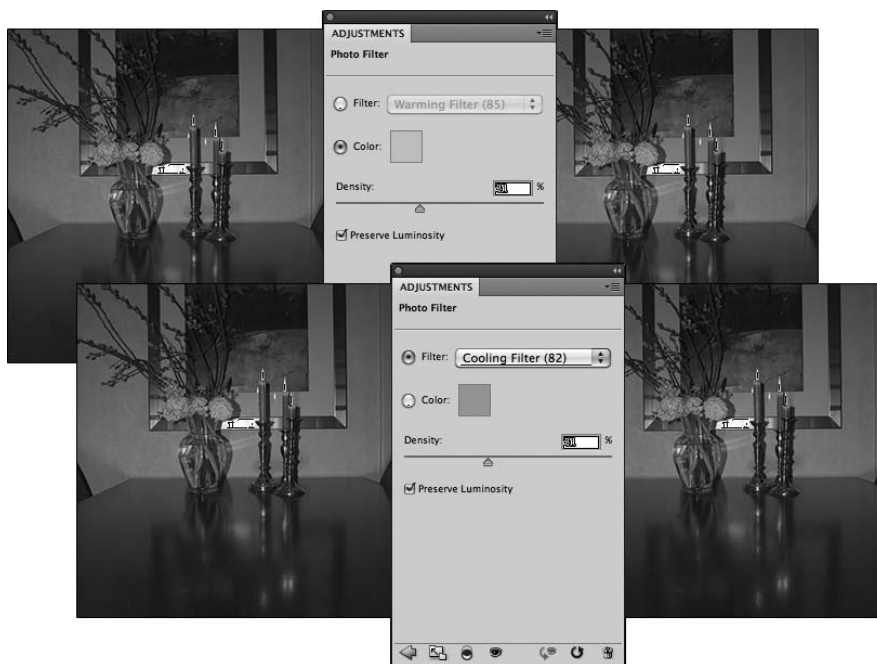 ADJUSTMENTS
Photo Filter
Filter: Warming Filter (85)
Color:
Density: %
Preserve Luminosity
ADJUSTMENTS
Photo Filter
Filter: Cooling Filter (82)
Color:
Density: %
Preserve Luminosity